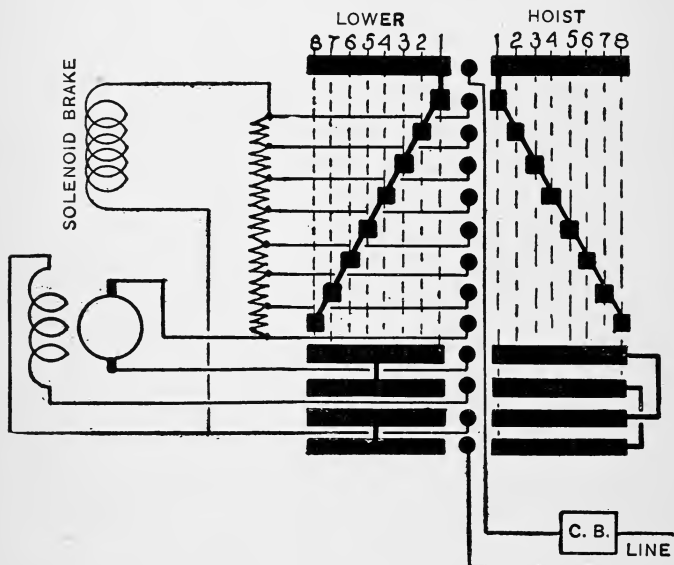 LOWER HOIST
8 7 6 5 4 3 2 1 1 2 3 4 5 6 7 8
SOLENOID BRAKE
C. B.
LINE